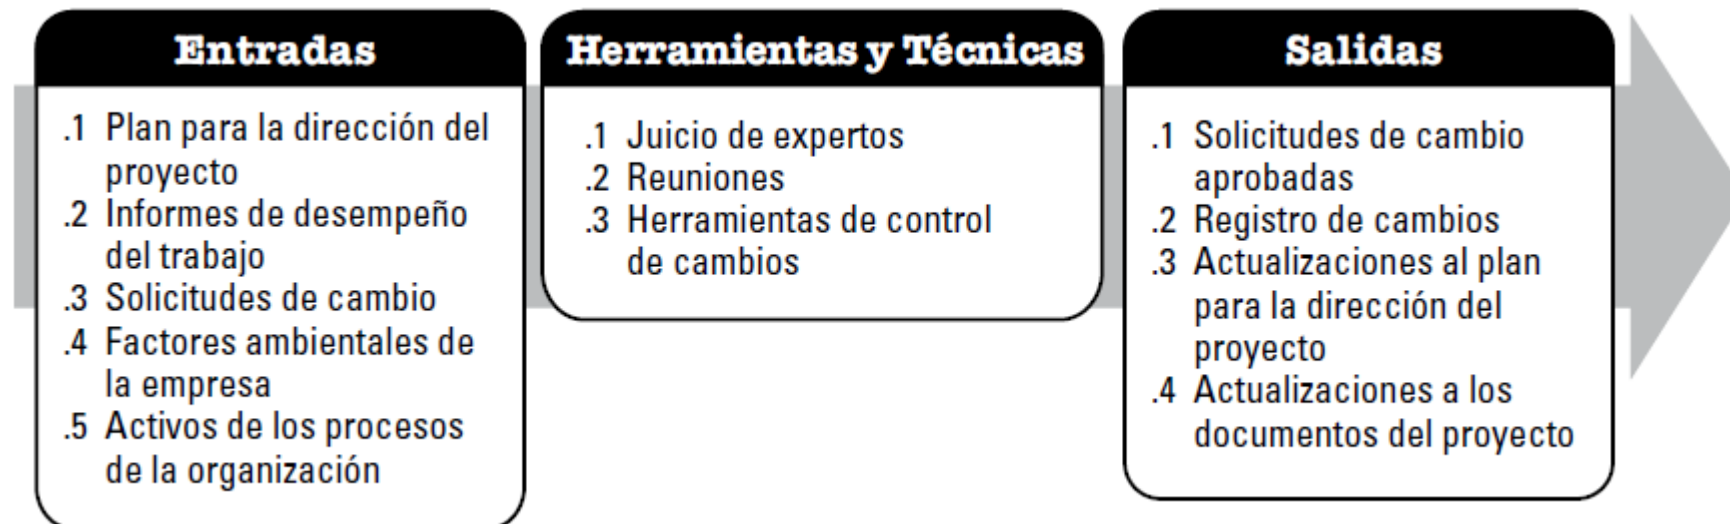 Entradas
.1 Plan para la dirección del
proyecto
.2 Informes de desempeño
del trabajo
.3 Solicitudes de cambio
.4 Factores ambientales de
la empresa
.5 Activos de los procesos
de la organización
Herramientas y Técnicas
.1 Juicio de expertos
.2 Reuniones
.3 Herramientas de control
de cambios
Salidas
.1 Solicitudes de cambio
aprobadas
.2 Registro de cambios
.3 Actualizaciones al plan
para la dirección del
proyecto
.4 Actualizaciones a los
documentos del proyecto